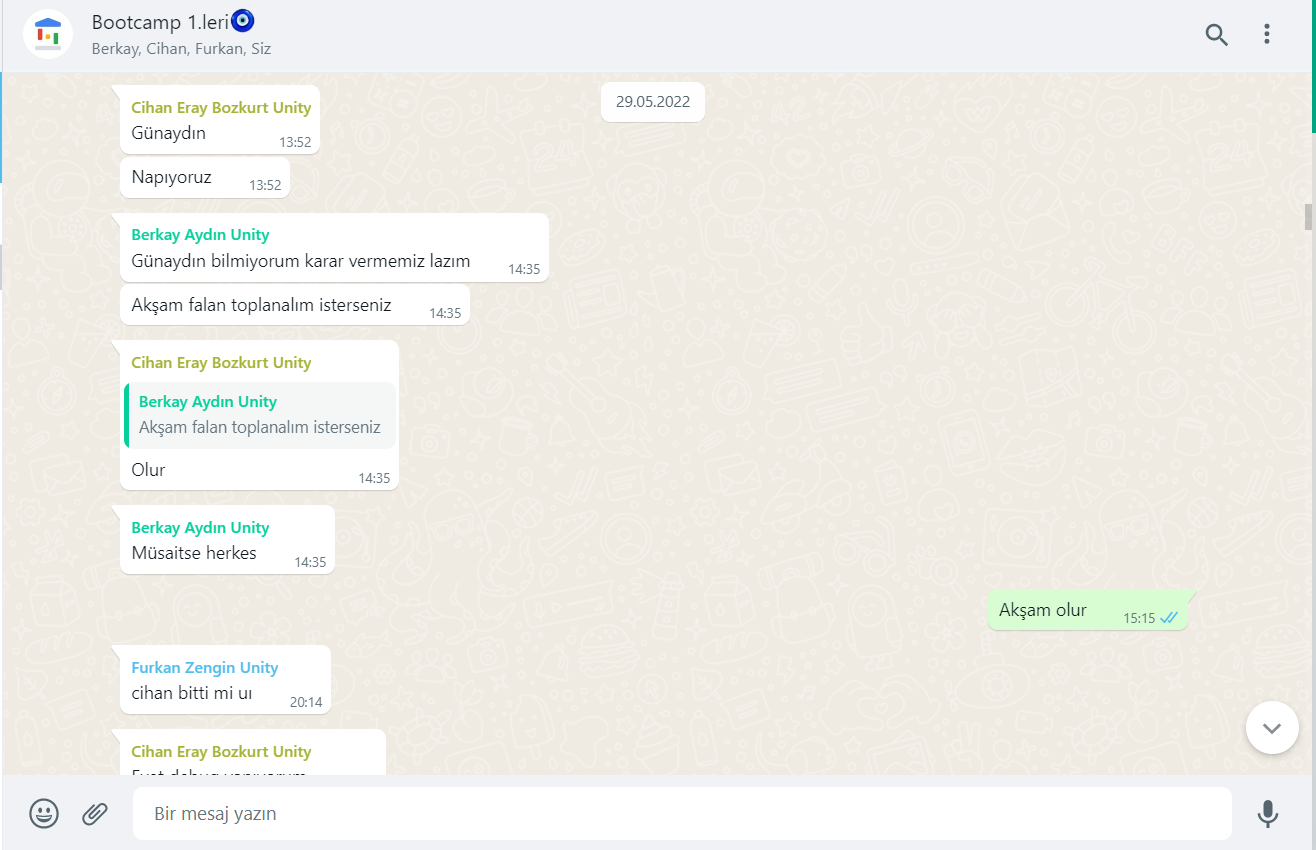 Bootcamp 1.leri🧿
Berkay, Cihan, Furkan, Siz
29.05.2022
Cihan Eray Bozkurt Unity
Günaydın
13:52
Napıyoruz
13:52
Berkay Aydın Unity
Günaydın bilmiyorum karar vermemiz lazım
14:35
Akşam falan toplanalım isterseniz
14:35
Cihan Eray Bozkurt Unity
Berkay Aydın Unity
Akşam falan toplanalım isterseniz
Olur
14:35
Berkay Aydın Unity
Müsaitse herkes
14:35
Akşam olur
15:15
Furkan Zengin Unity
cihan bitti mi uı
20:14
Cihan Eray Bozkurt Unity
Bir mesaj yazın